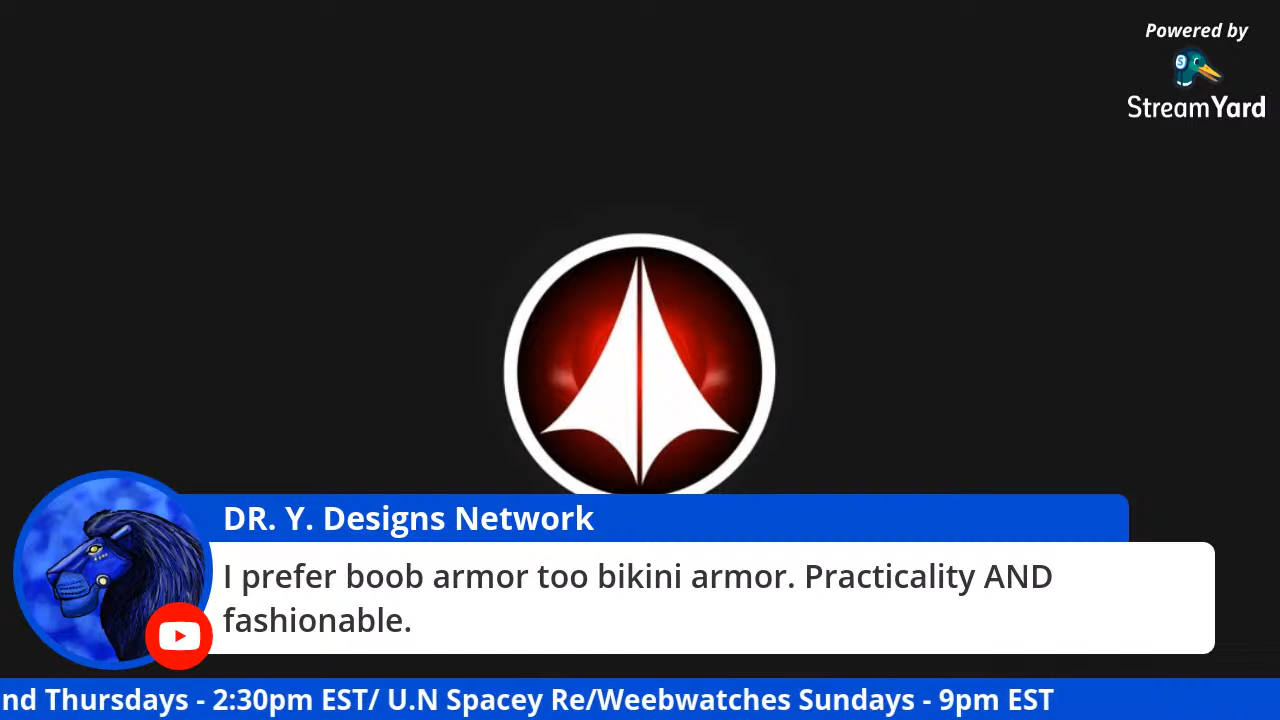 Powered by
StreamYard
DR. Y. Designs Network
I prefer boob armor too bikini armor. Practicality AND
fashionable.
nd Thursdays - 2:30pm EST/ U.N Spacey Re/Weebwatches Sundays - 9pm EST